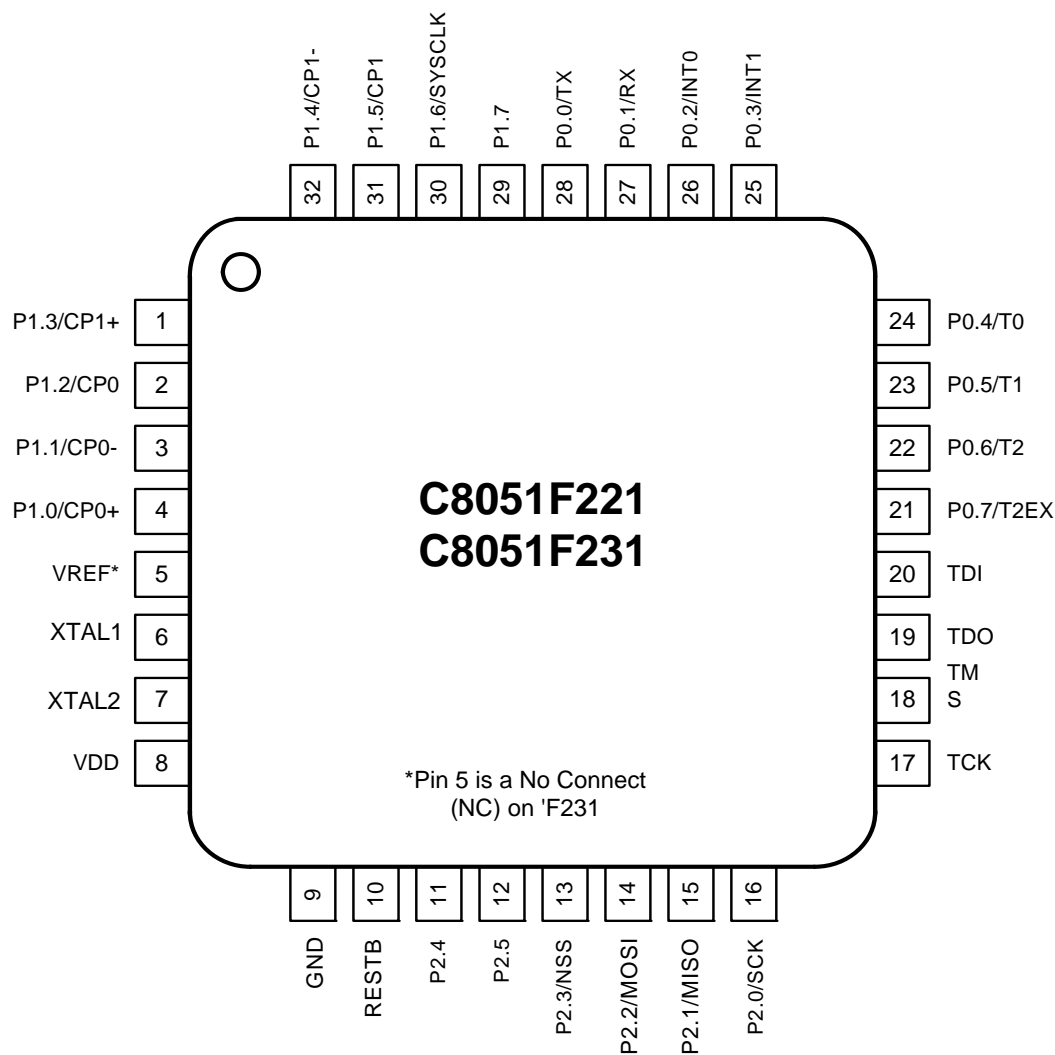 P1.4/CP1-
P1.5/CP1
P1.6/SYSCLK
P1.7
P0.0/TX
P0.1/RX
P0.2/INT0
P0.3/INT1
32
31
30
29
28
27
26
25
P1.3/CP1+
1
P1.2/CP0
2
P1.1/CP0-
3
P1.0/CP0+
4
VREF*
5
XTAL1
6
XTAL2
7
VDD
8
C8051F221
C8051F231
*Pin 5 is a No Connect
(NC) on 'F231
24
P0.4/T0
23
P0.5/T1
22
P0.6/T2
21
P0.7/T2EX
20
TDI
19
TDO
18
TM
S
17
TCK
9
10
11
12
13
14
15
16
GND
RESTB
P2.4
P2.5
P2.3/NSS
P2.2/MOSI
P2.1/MISO
P2.0/SCK